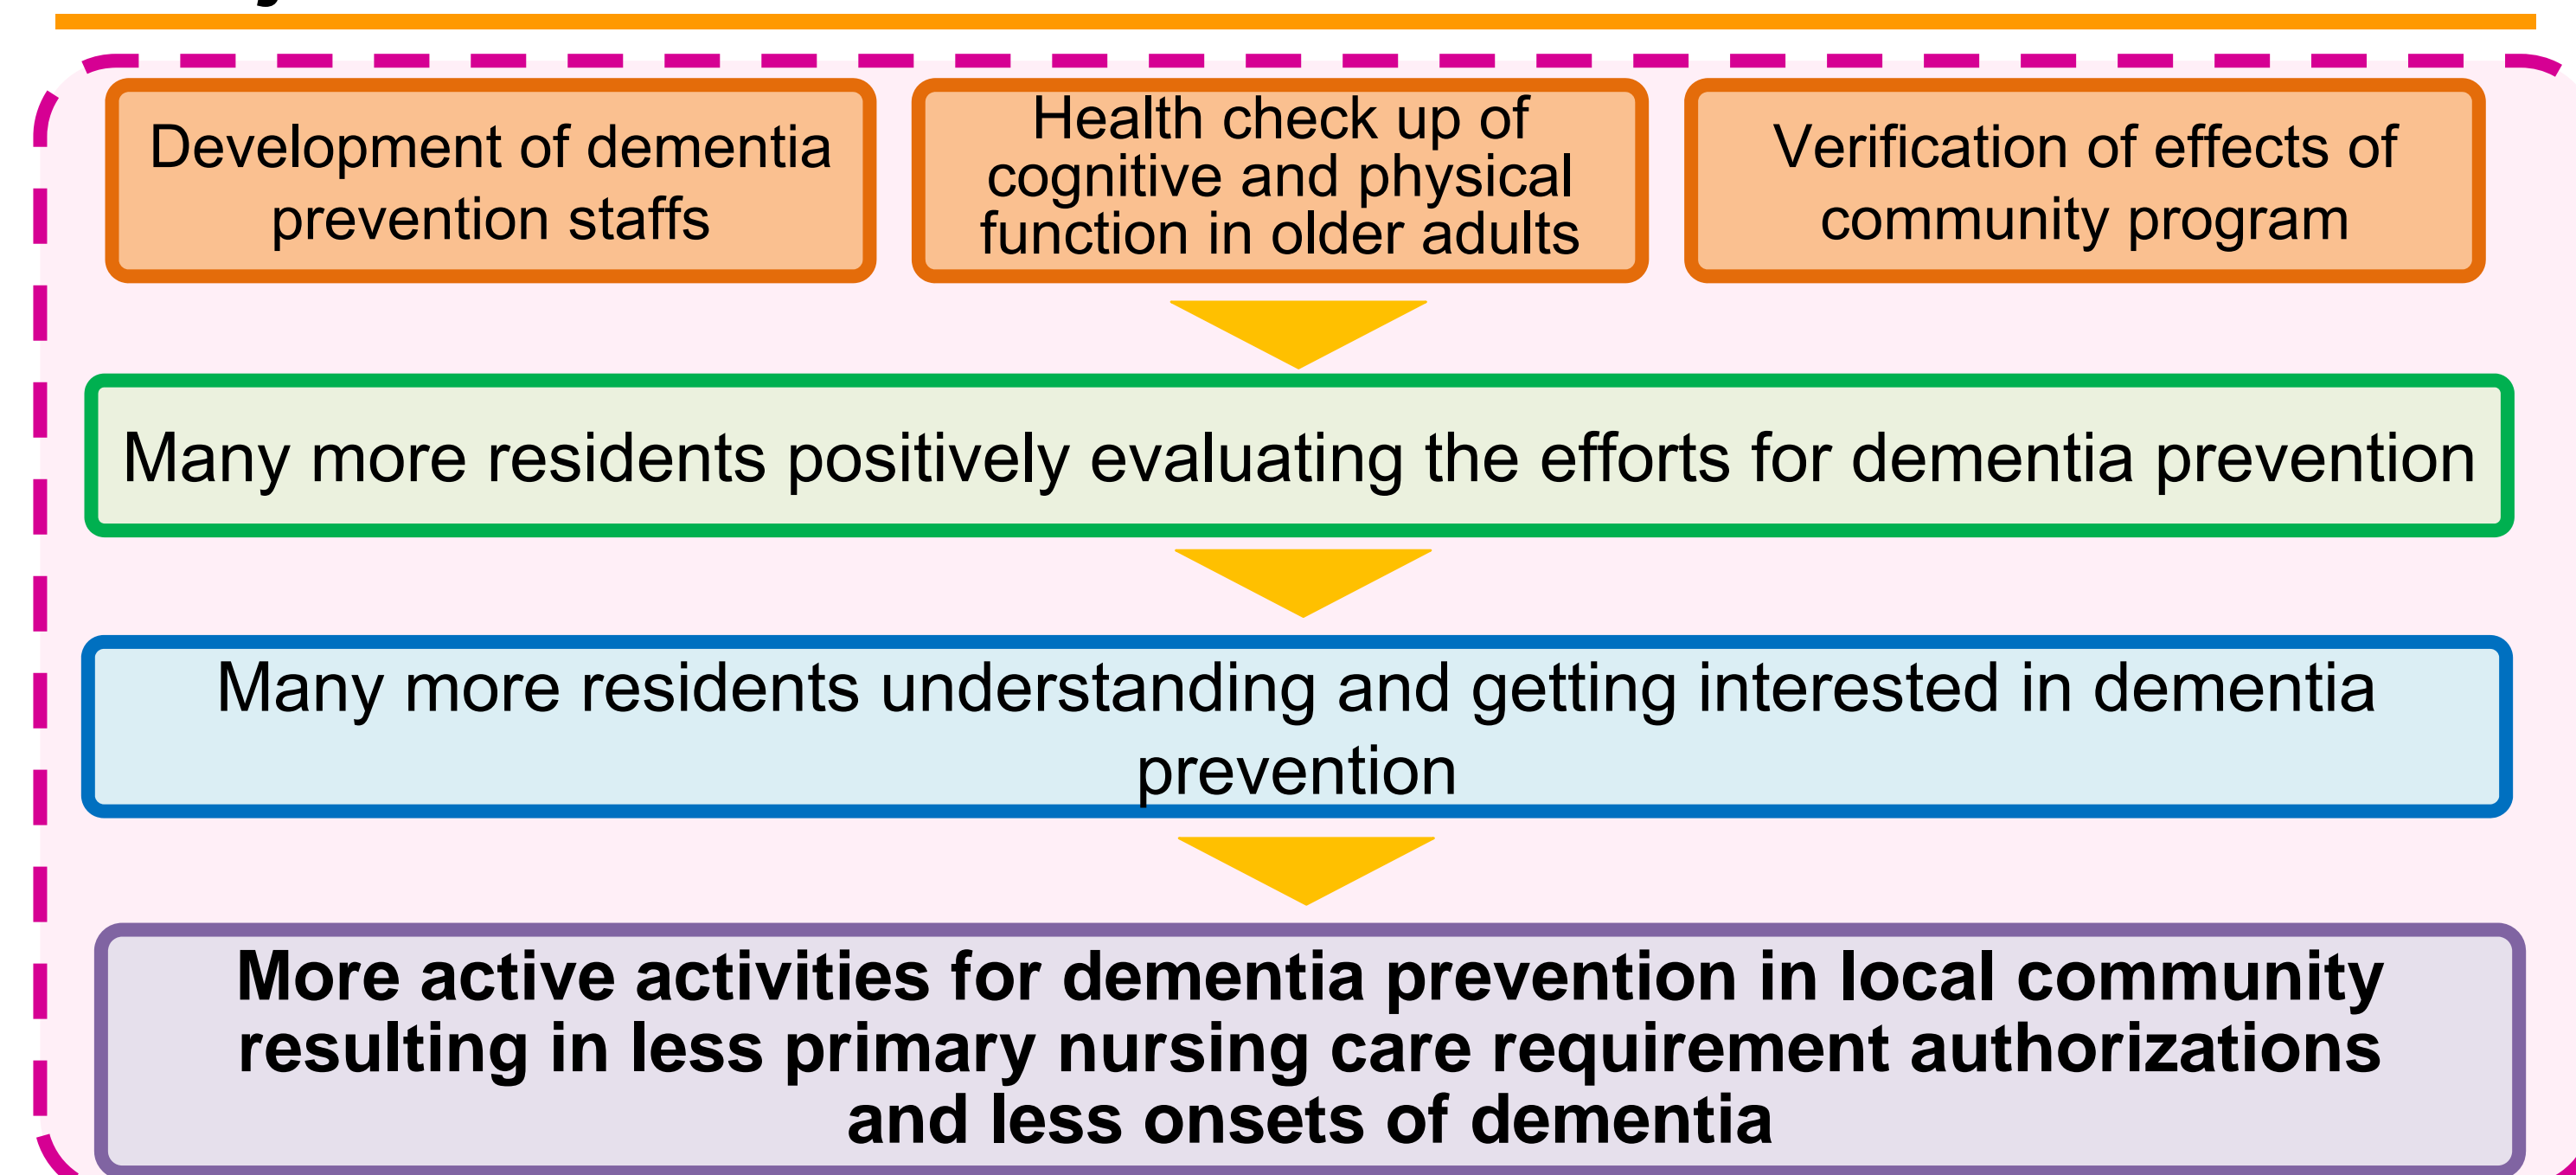 Development of dementia
prevention staffs
Health check up of
cognitive and physical
function in older adults
Verification of effects of
community program
Many more residents positively evaluating the efforts for dementia prevention
Many more residents understanding and getting interested in dementia
prevention
More active activities for dementia prevention in local community
resulting in less primary nursing care requirement authorizations
and less onsets of dementia